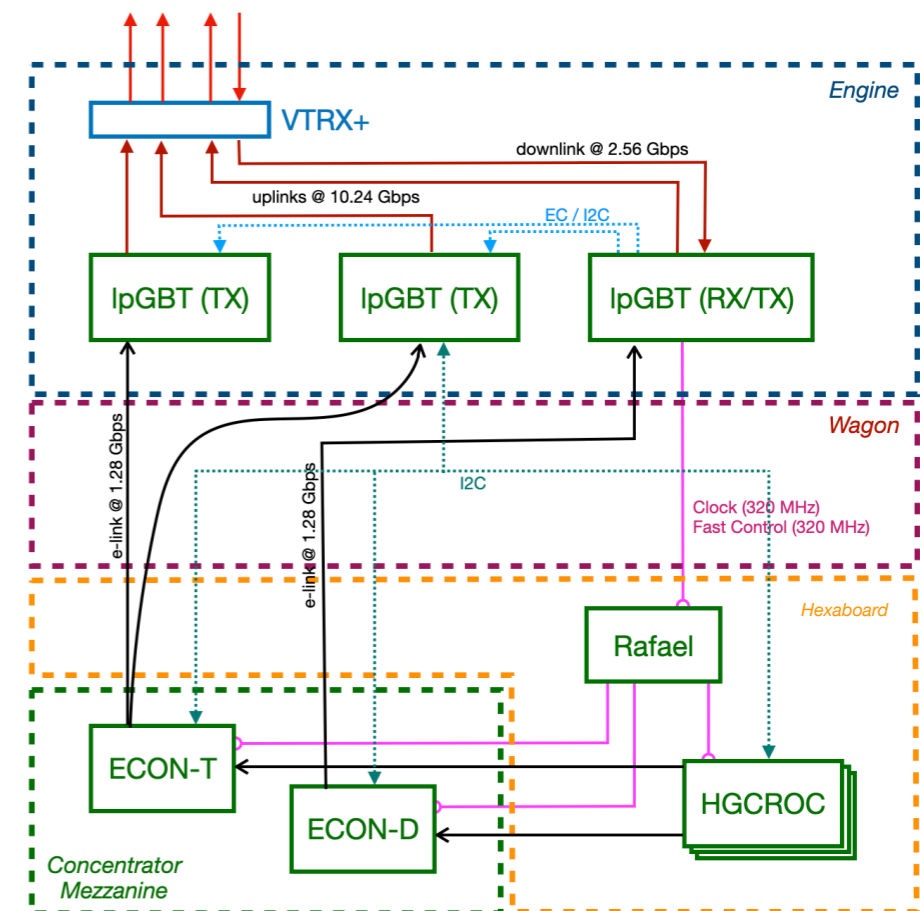 Engine
VTRX+
downlink @ 2.56 Gbps
uplinks @ 10.24 Gbps
EC / I2C
lpGBT (TX)
lpGBT (TX)
lpGBT (RX/TX)
Wagon
e-link @ 1.28 Gbps
e-link @ 1.28 Gbps
I2C
Clock (320 MHz)
Fast Control (320 MHz)
Hexaboard
Rafael
ECON-T
ECON-D
HGCROC
Concentrator
Mezzanine